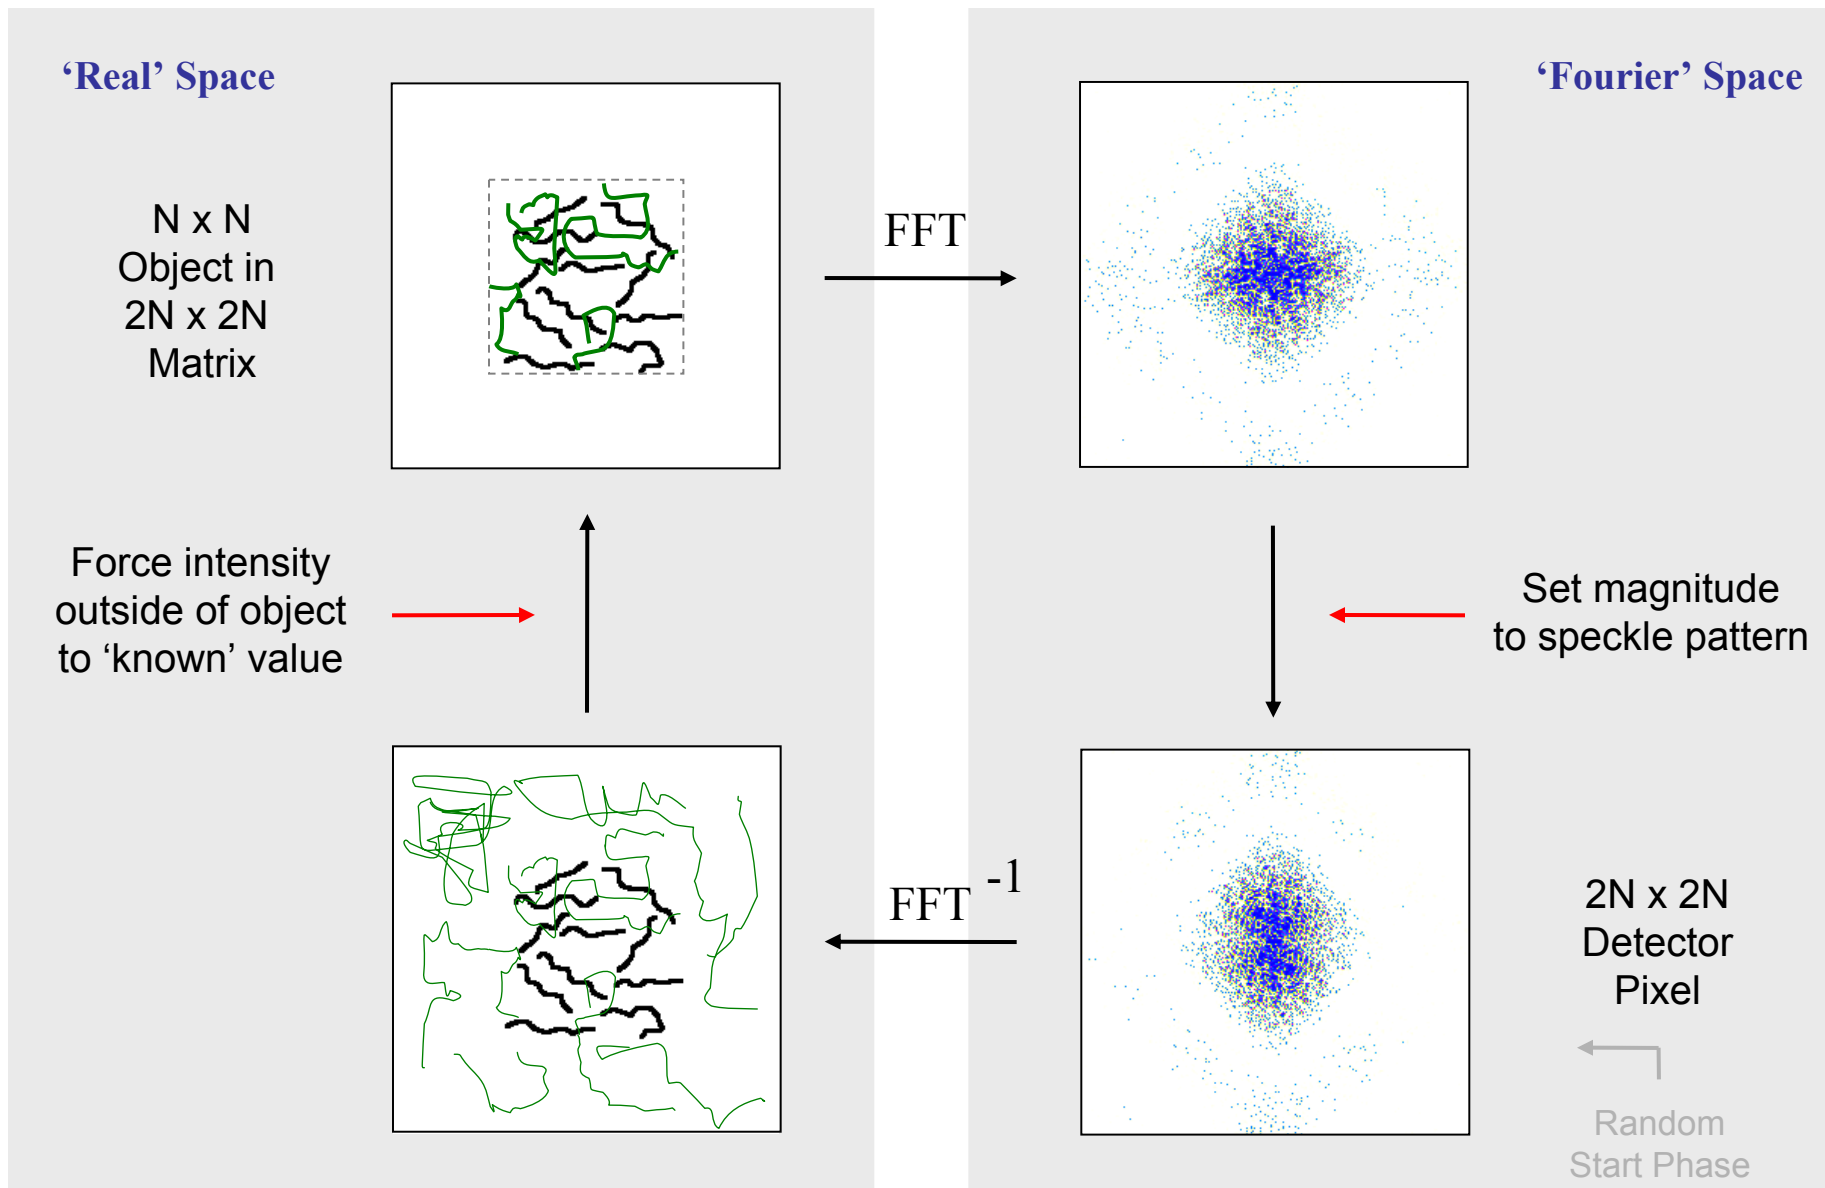 ‘Real’ Space
‘Fourier’ Space
N x N
Object in
2N x 2N
Matrix
FFT
Force intensity
outside of object
to ‘known’ value
Set magnitude
to speckle pattern
FFT -1
2N x 2N
Detector
Pixel
Random
Start Phase